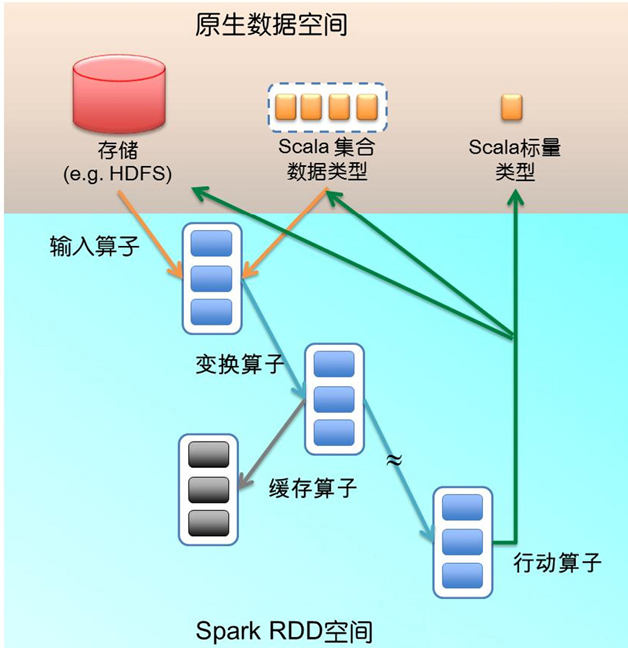 原生数据空间
存储
(e.g. HDFS)
Scala 集合
数据类型
Scala标量
类型
输入算子
变换算子
缓存算子
≈
行动算子
Spark RDD空间